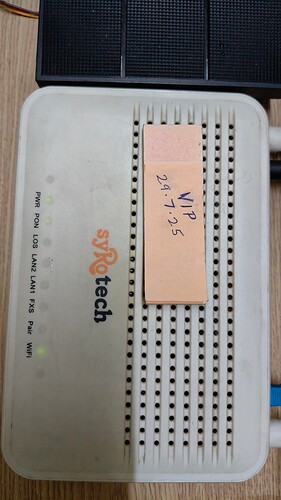 VIP
29.7.25
syRotech
PWR PON LOS LAN2 LAN1 FXS Pair WiFi